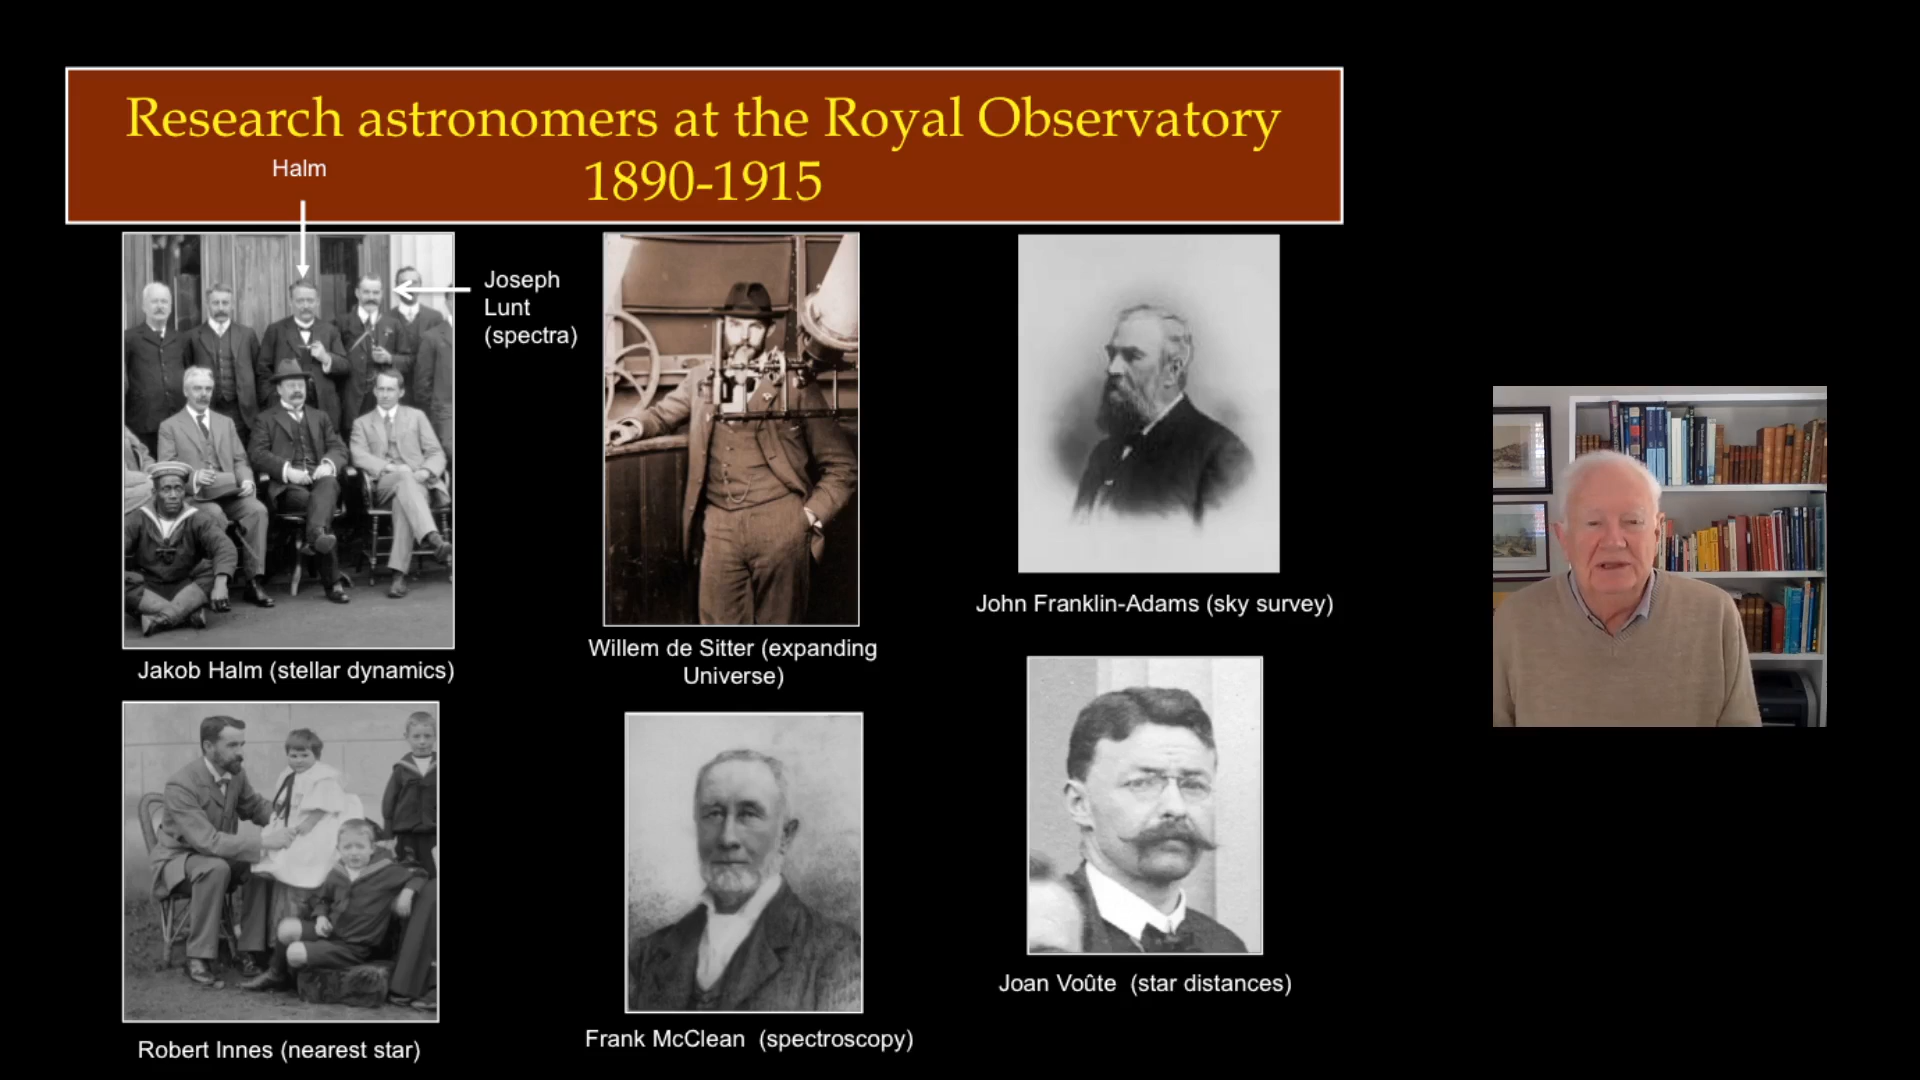 Research astronomers at the Royal Observatory
1890-1915
Halm
Joseph
Lunt
(spectra)
Jakob Halm (stellar dynamics)
Willem de Sitter (expanding
Universe)
John Franklin-Adams (sky survey)
Robert Innes (nearest star)
Frank McClean (spectroscopy)
Joan Voûte (star distances)